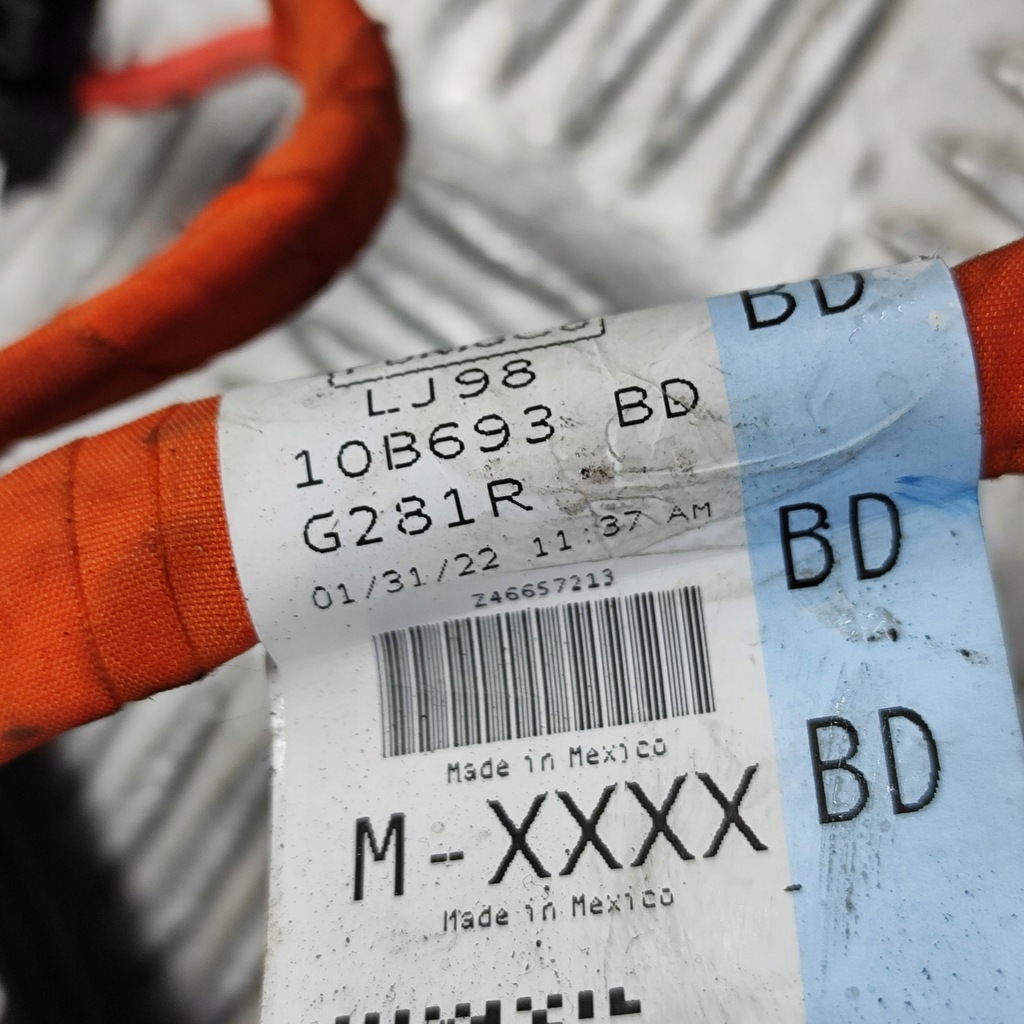 BD
LJ98
10B693 BD
G281R
BD
01/31/22 11:37 AM
Z46657213
Made in Mexico
BD
M-XXXX
Made in Mexico